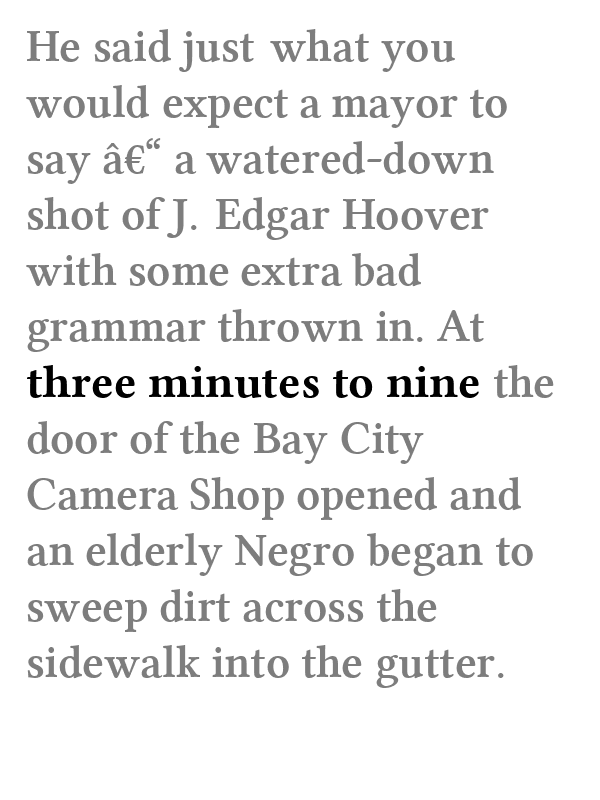 He said just what you
would expect a mayor to
say â€“ a watered-down
shot of J. Edgar Hoover
with some extra bad
grammar thrown in. At
three minutes to nine the
door of the Bay City
Camera Shop opened and
an elderly Negro began to
sweep dirt across the
sidewalk into the gutter.